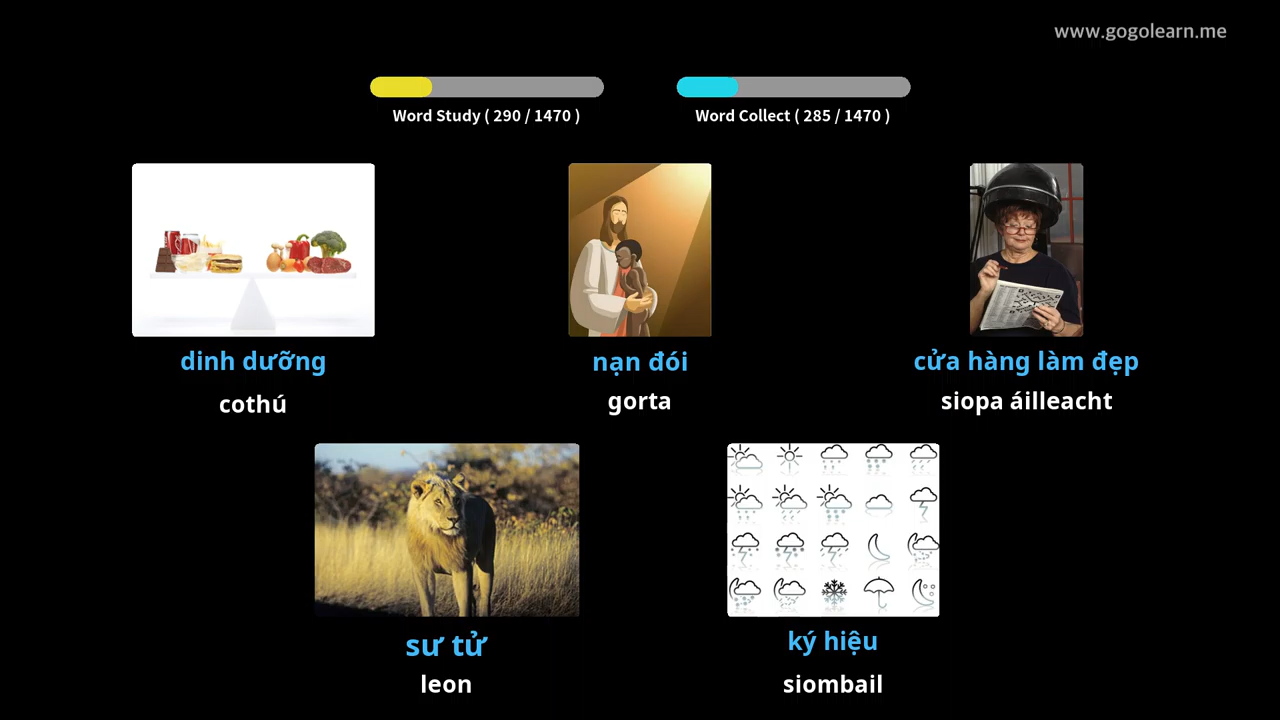 www.gogolearn.me
Word Study ( 290 / 1470 )
Word Collect ( 285 / 1470 )
dinh dưỡng
nạn đói
cửa hàng làm đẹp
cothú
gorta
siopa áilleacht
sư tử
ký hiệu
leon
siombail